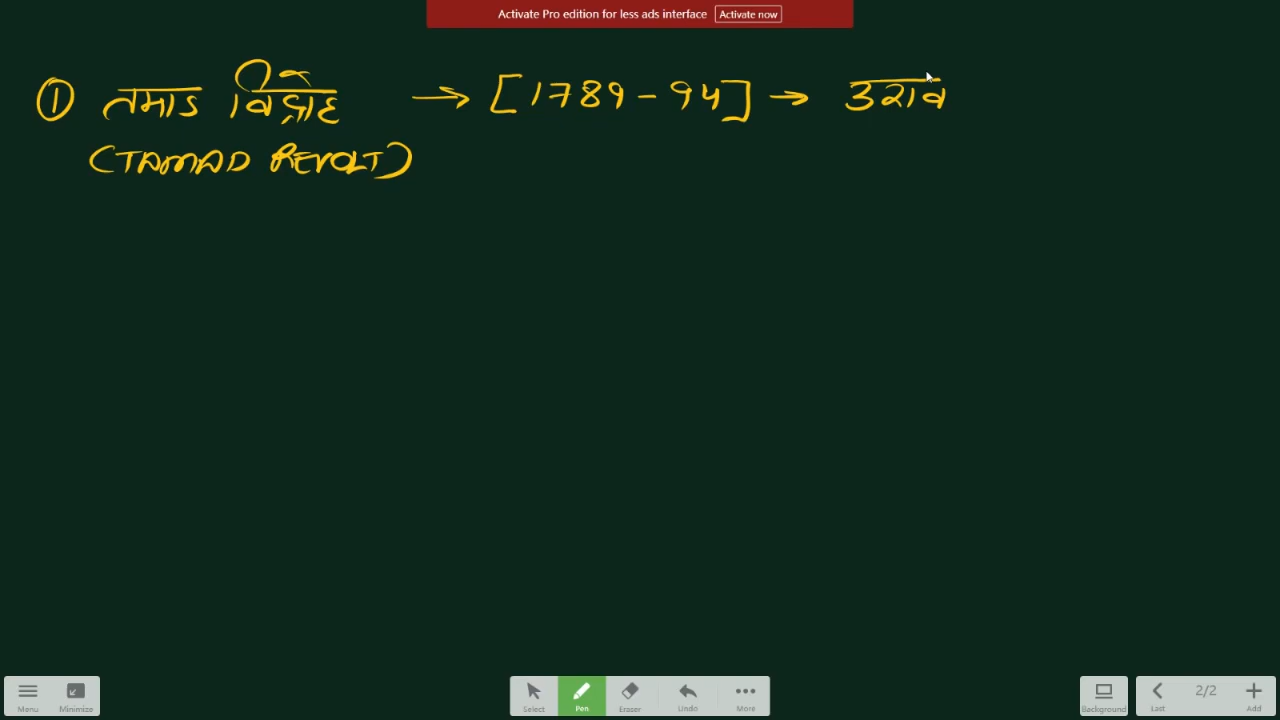 Activate Pro edition for less ads interface Activate now
① तमाड विद्रोह → [1789-94] → उराव
(TAMAD REVOLT)
Menu Minimize Select Pen Eraser Undo More Background Last 2/2 Add